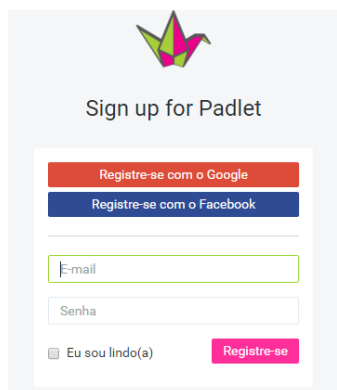 Sign up for Padlet
Registre-se com o Google
Registre-se com o Facebook
E-mail
Senha
Eu sou lindo(a)
Registre-se